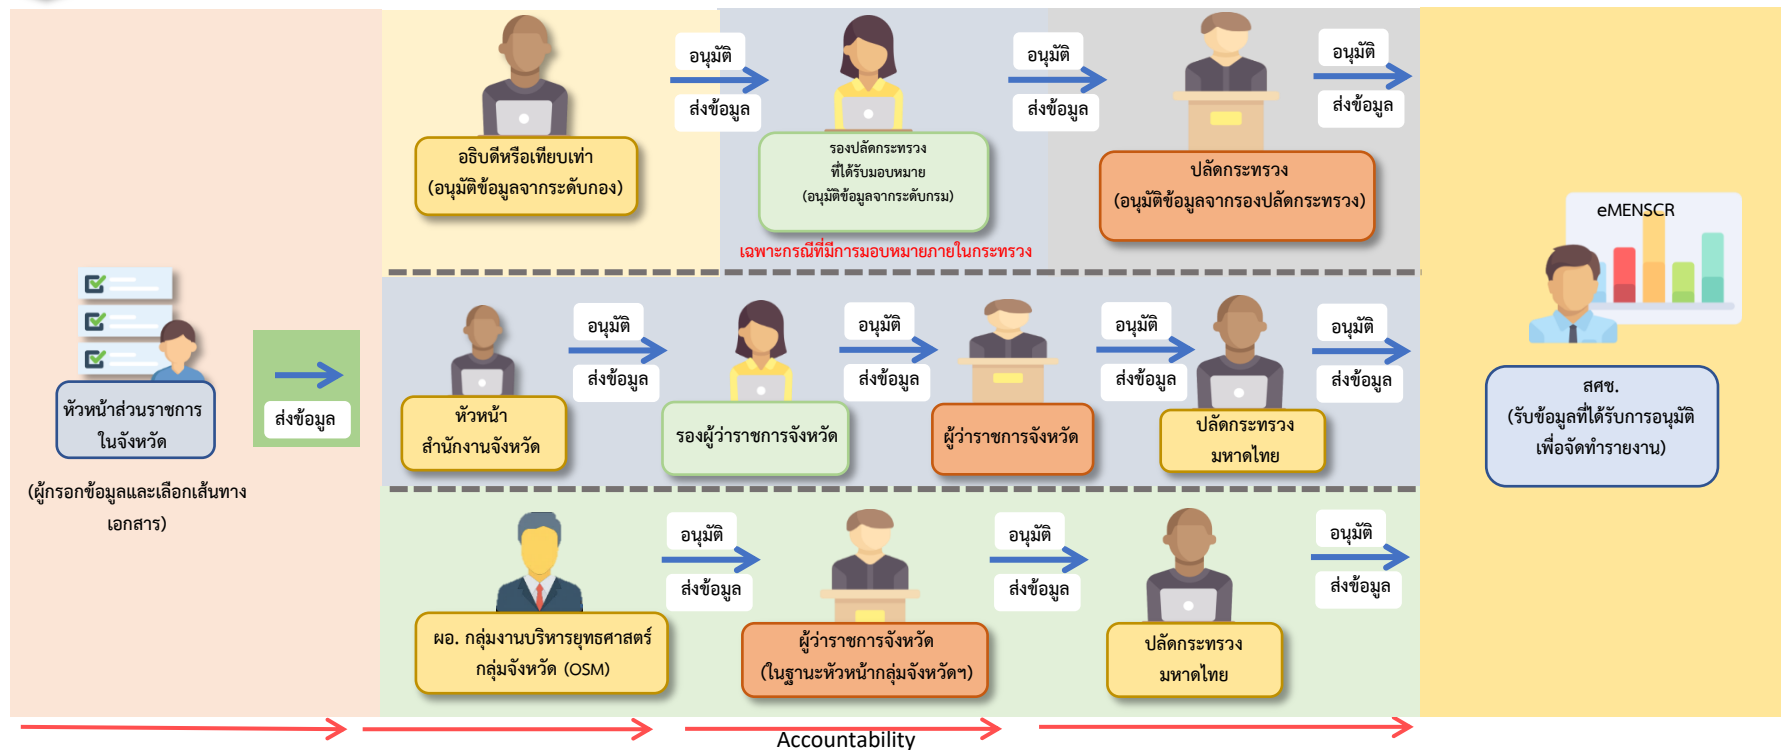 อนุมัติ
ส่งข้อมูล
อนุมัติ
ส่งข้อมูล
อนุมัติ
ส่งข้อมูล
อธิบดีหรือเทียบเท่า
(อนุมัติข้อมูลจากระดับกอง)
รองปลัดกระทรวง
ที่ได้รับมอบหมาย
(อนุมัติข้อมูลจากระดับกรม)
ปลัดกระทรวง
(อนุมัติข้อมูลจากรองปลัดกระทรวง)
เฉพาะกรณีที่มีการมอบหมายภายในกระทรวง
หัวหน้าส่วนราชการ
ในจังหวัด
(ผู้กรอกข้อมูลและเลือกเส้นทาง
เอกสาร)
ส่งข้อมูล
อนุมัติ
ส่งข้อมูล
อนุมัติ
ส่งข้อมูล
อนุมัติ
ส่งข้อมูล
อนุมัติ
ส่งข้อมูล
หัวหน้า
สำนักงานจังหวัด
รองผู้ว่าราชการจังหวัด
ผู้ว่าราชการจังหวัด
ปลัดกระทรวง
มหาดไทย
อนุมัติ
ส่งข้อมูล
อนุมัติ
ส่งข้อมูล
อนุมัติ
ส่งข้อมูล
ผอ. กลุ่มงานบริหารยุทธศาสตร์
กลุ่มจังหวัด (OSM)
ผู้ว่าราชการจังหวัด
(ในฐานะหัวหน้ากลุ่มจังหวัดฯ)
ปลัดกระทรวง
มหาดไทย
eMENSCR
สศช.
(รับข้อมูลที่ได้รับการอนุมัติ
เพื่อจัดทำรายงาน)
Accountability